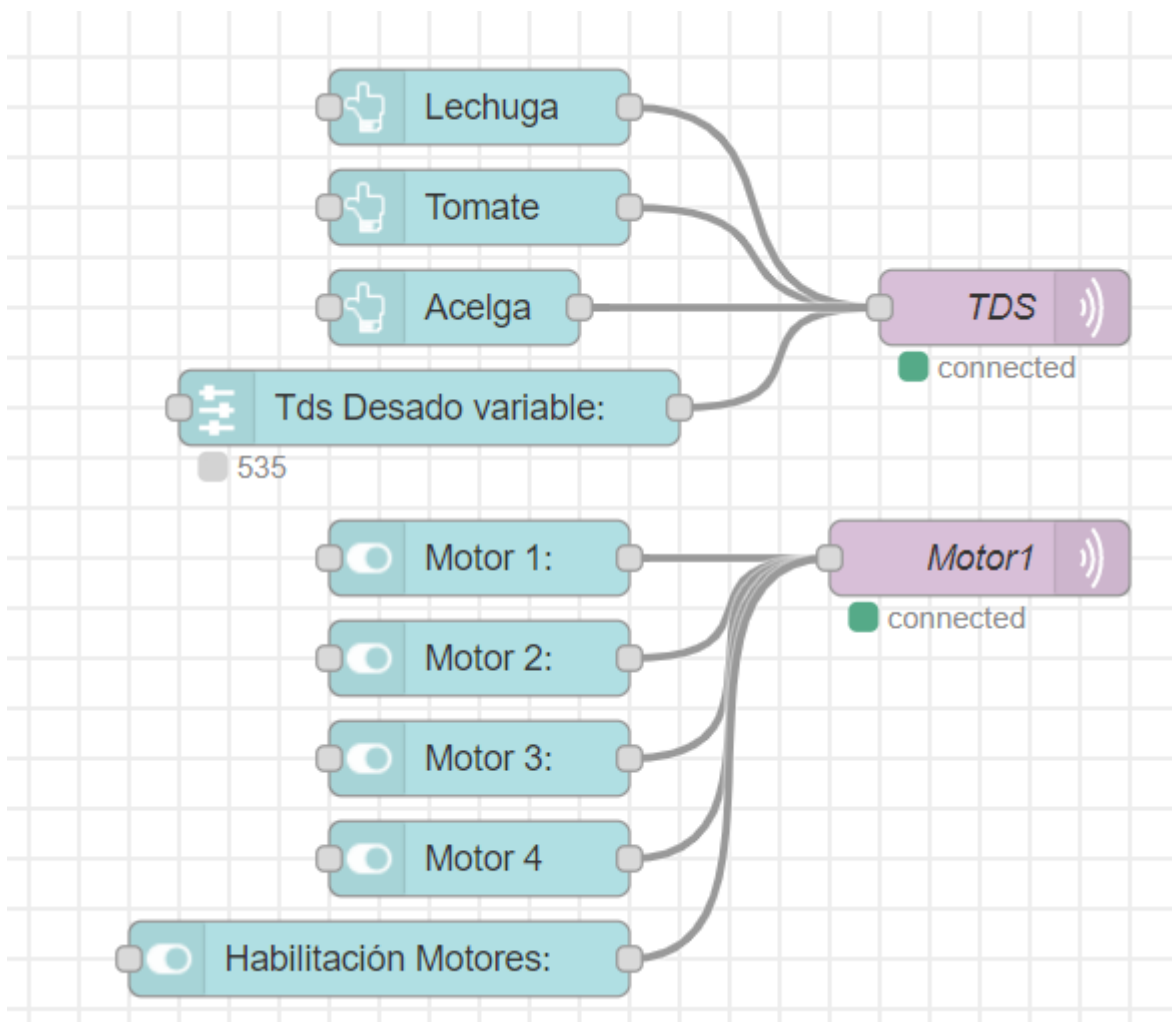 Lechuga
Tomate
Acelga
TDS
connected
Tds Desado variable:
535
Motor 1:
Motor1
connected
Motor 2:
Motor 3:
Motor 4
Habilitación Motores: